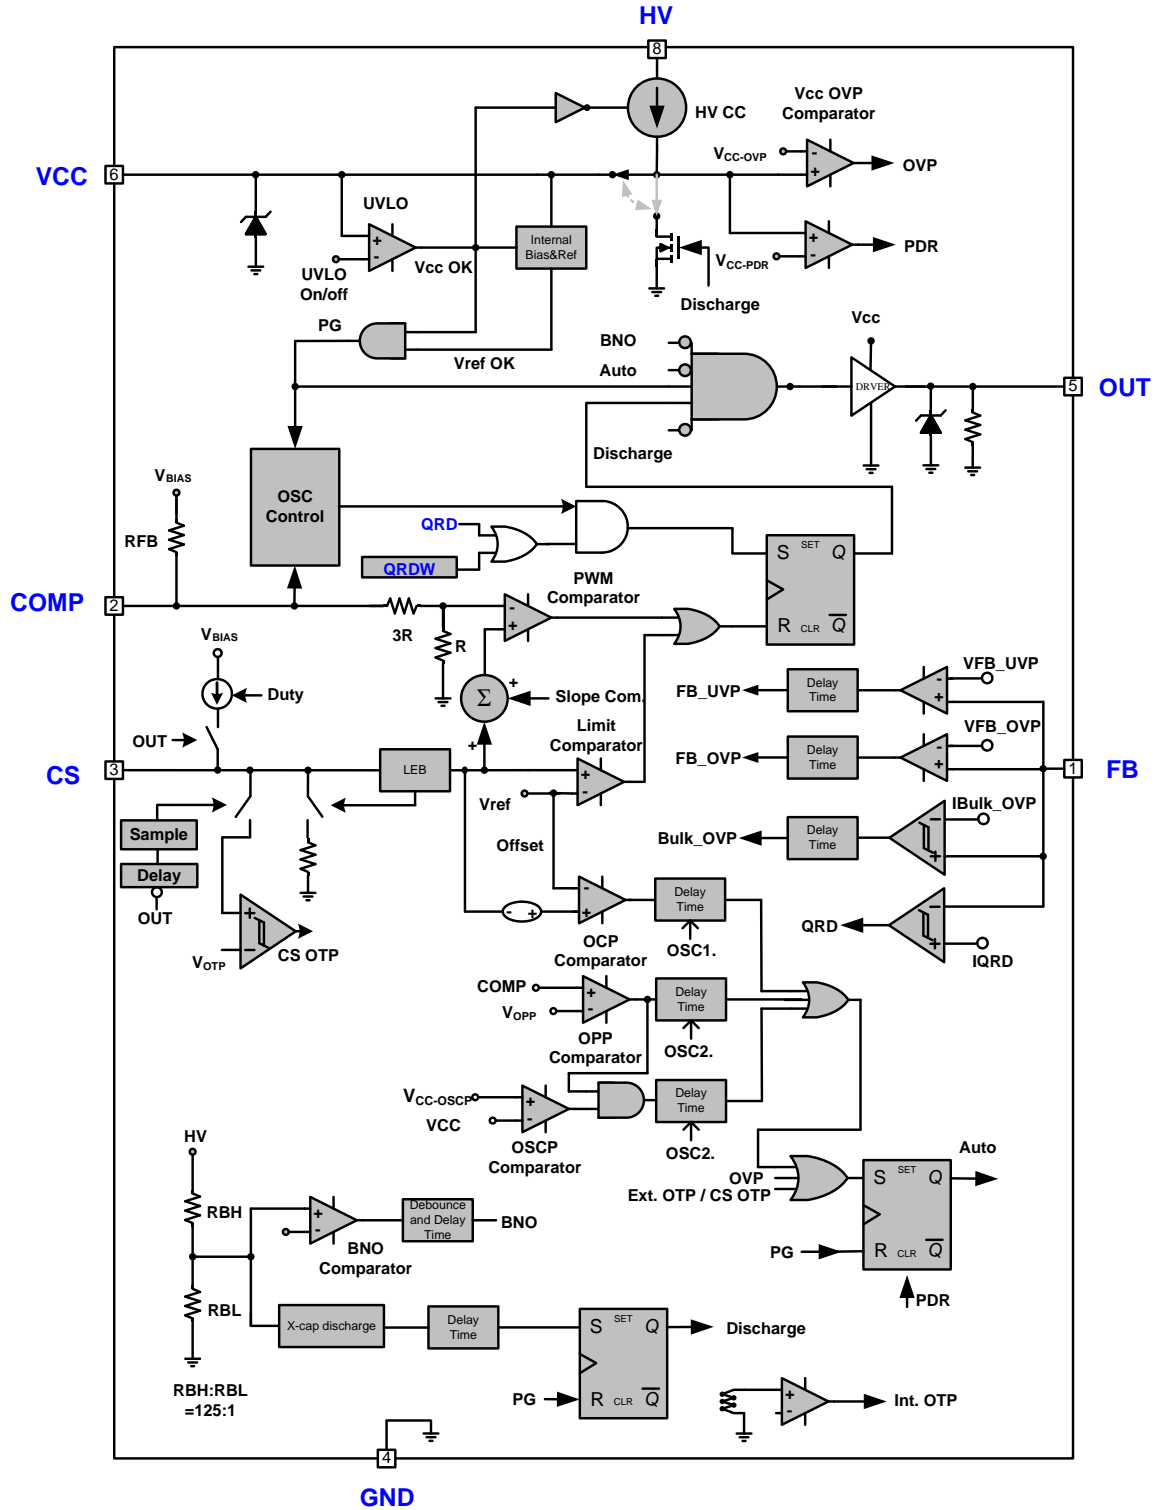 HV
8
HV CC
Vcc OVP
Comparator
VCC-OVP
-
+
OVP
VCC
6
UVLO
+
-
UVLO
On/off
Vcc OK
Internal
Bias&Ref
+
-
PDR
VCC-PDR
Discharge
PG
Vref OK
BNO
Auto
Discharge
Vcc
DRVER
5
OUT
VBIAS
RFB
OSC
Control
QRD
QRDW
S
SET
Q
R
CLR
Q
COMP
2
3R
R
PWM
Comparator
-
+
VBIAS
Duty
OUT
Σ
+
+
Slope Com.
Limit
Comparator
+
-
FB_UVP
Delay
Time
VFB_UVP
-
+
FB_OVP
Delay
Time
VFB_OVP
-
+
CS
3
LEB
Vref
Offset
1
FB
Sample
Delay
OUT
Bulk_OVP
Delay
Time
IBulk_OVP
-
+
+
-
VOTP
CS OTP
- +
-
+
OCP
Comparator
Delay
Time
OSC1.
QRD
-
+
IQRD
COMP
VOPP
+
-
OPP
Comparator
Delay
Time
OSC2.
VCC-OSCP
VCC
+
-
OSCP
Comparator
Delay
Time
OSC2.
HV
RBH
RBL
RBH:RBL
=125:1
+
-
BNO
Comparator
Debounce
and Delay
Time
BNO
OVP
Ext. OTP / CS OTP
S
SET
Q
R
CLR
Q
Auto
PG
PDR
X-cap discharge
Delay
Time
S
SET
Q
R
CLR
Q
Discharge
PG
+
-
Int. OTP
4
GND